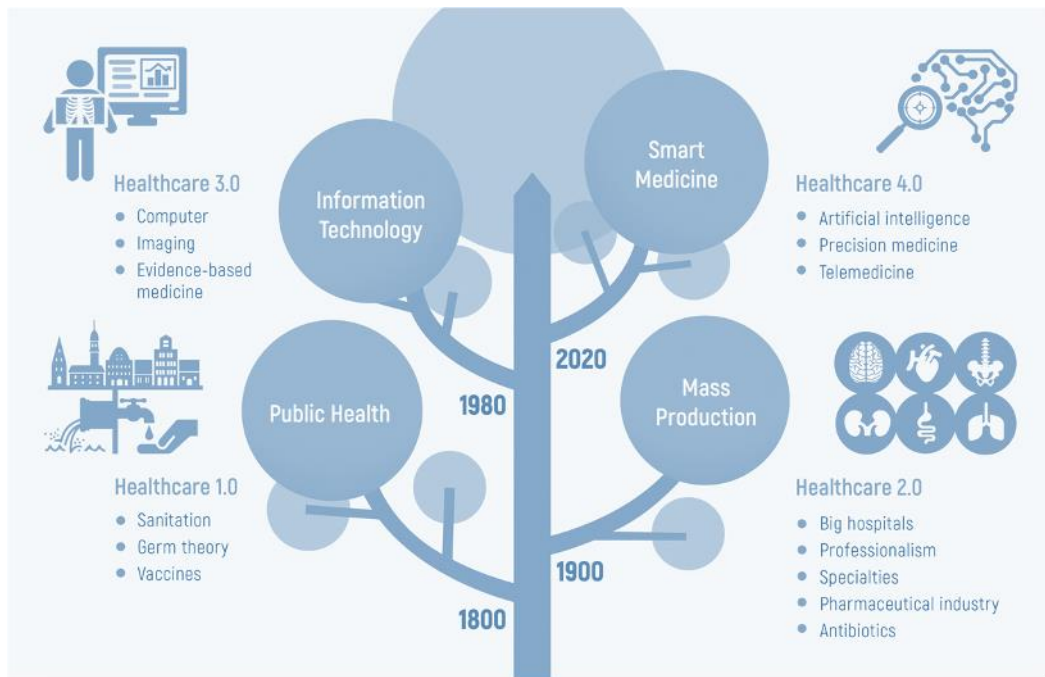 Healthcare 3.0
Computer
Imaging
Evidence-based
medicine
Information
Technology
1980
Smart
Medicine
2020
Healthcare 4.0
Artificial intelligence
Precision medicine
Telemedicine
Healthcare 1.0
Sanitation
Germ theory
Vaccines
Public Health
1800
Mass
Production
1900
Healthcare 2.0
Big hospitals
Professionalism
Specialties
Pharmaceutical industry
Antibiotics